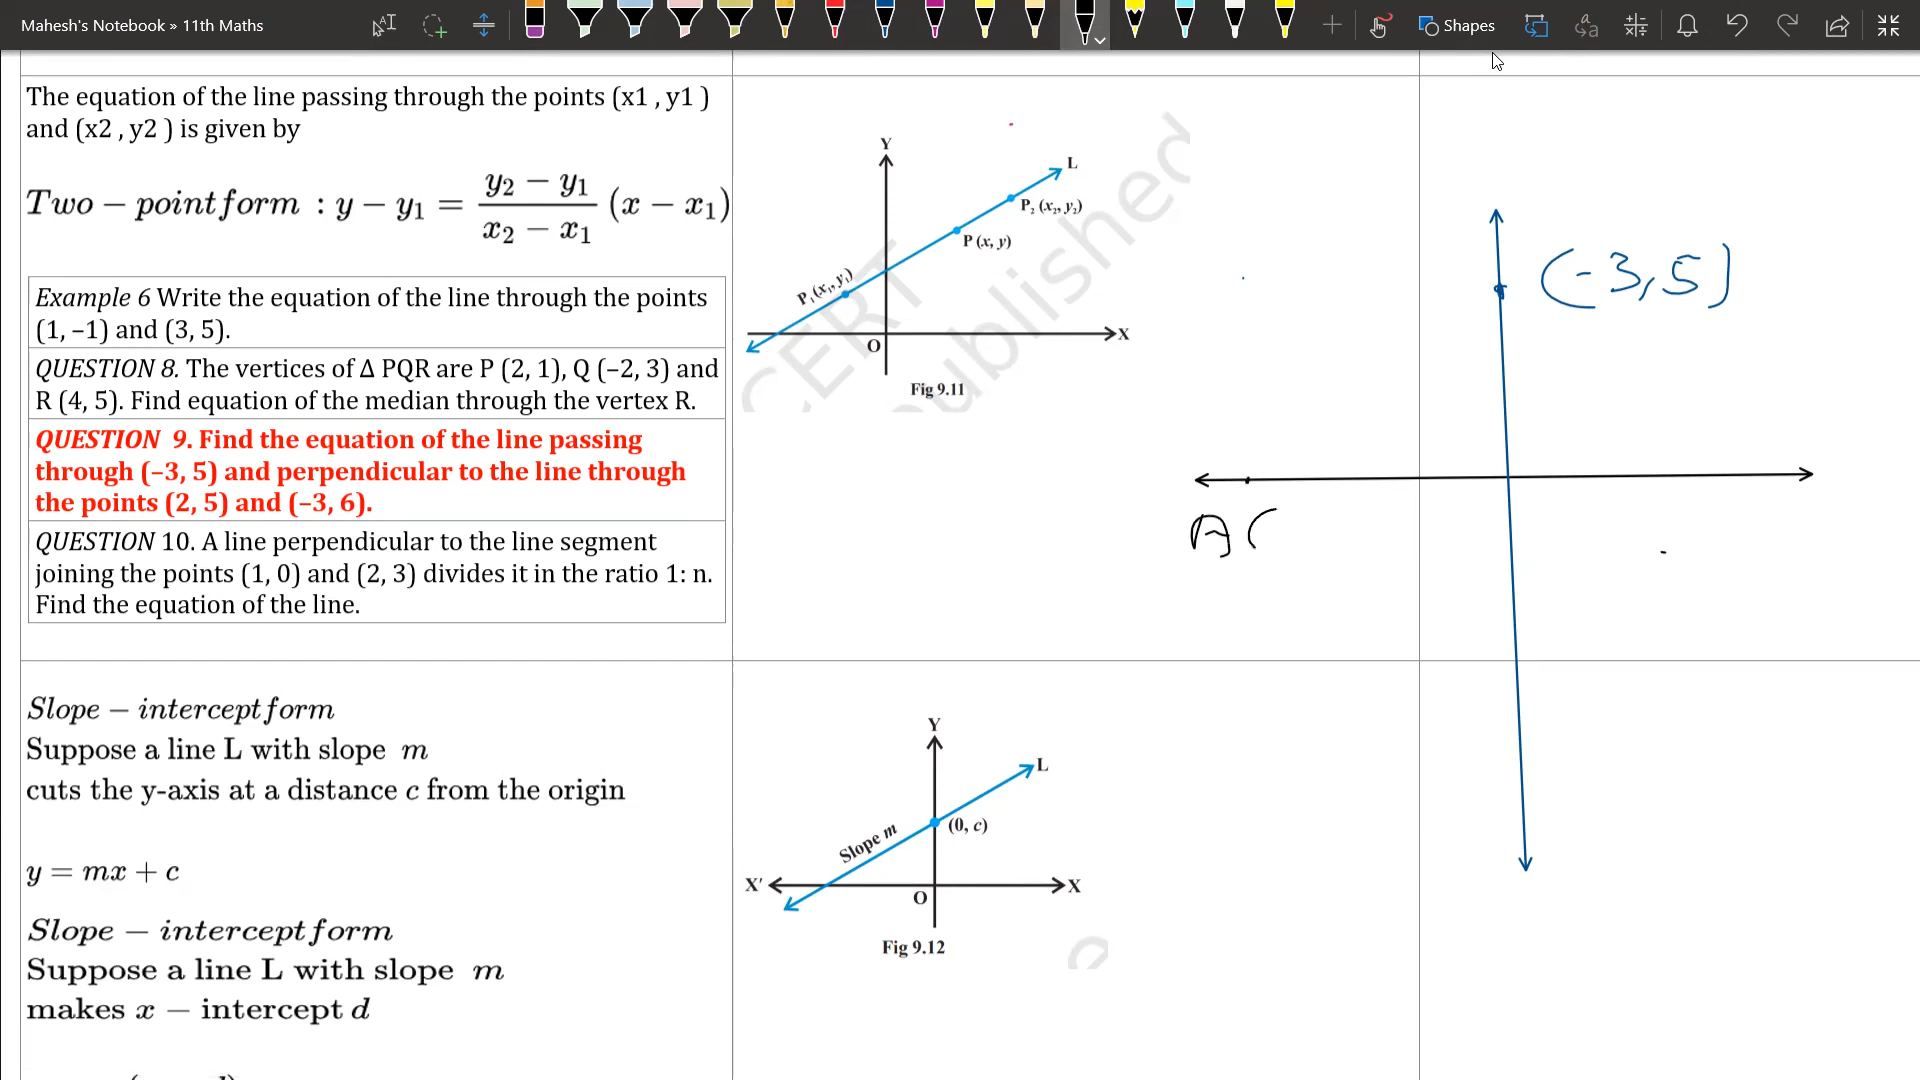 Mahesh's Notebook » 11th Maths
Shapes
The equation of the line passing through the points (x1 , y1 )
and (x2 , y2 ) is given by
Two − pointform : y − y₁ = (y₂ − y₁)/(x₂ − x₁) (x − x₁)
Example 6 Write the equation of the line through the points
(1, –1) and (3, 5).
QUESTION 8. The vertices of Δ PQR are P (2, 1), Q (–2, 3) and
R (4, 5). Find equation of the median through the vertex R.
QUESTION 9. Find the equation of the line passing
through (–3, 5) and perpendicular to the line through
the points (2, 5) and (–3, 6).
QUESTION 10. A line perpendicular to the line segment
joining the points (1, 0) and (2, 3) divides it in the ratio 1: n.
Find the equation of the line.
Y
L
P₂ (x₂, y₂)
P (x, y)
P₁(x₁, y₁)
X
O
Fig 9.11
CERT
published
(-3,5)
A(
Slope − interceptform
Suppose a line L with slope m
cuts the y-axis at a distance c from the origin
y = mx + c
Slope − interceptform
Suppose a line L with slope m
makes x − intercept d
Y
L
Slope m
(0, c)
X'
X
O
Fig 9.12